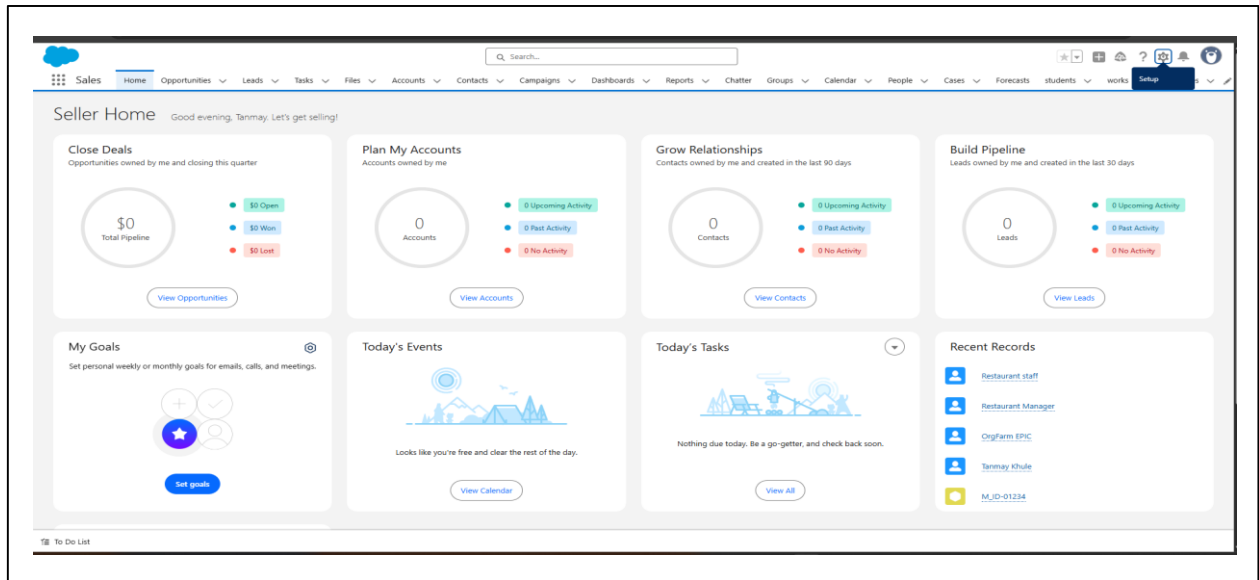 Search...
Sales Home Opportunities Leads Tasks Files Accounts Contacts Campaigns Dashboards Reports Chatter Groups Calendar People Cases Forecasts students works Setup s
Seller Home Good evening, Tanmay. Let's get selling!
Close Deals
Opportunities owned by me and closing this quarter
$0
Total Pipeline
$0 Open
$0 Won
$0 Lost
View Opportunities
Plan My Accounts
Accounts owned by me
0
Accounts
0 Upcoming Activity
0 Past Activity
0 No Activity
View Accounts
Grow Relationships
Contacts owned by me and created in the last 90 days
0
Contacts
0 Upcoming Activity
0 Past Activity
0 No Activity
View Contacts
Build Pipeline
Leads owned by me and created in the last 30 days
0
Leads
0 Upcoming Activity
0 Past Activity
0 No Activity
View Leads
My Goals
Set personal weekly or monthly goals for emails, calls, and meetings.
Set goals
Today's Events
Looks like you're free and clear the rest of the day.
View Calendar
Today's Tasks
Nothing due today. Be a go-getter, and check back soon.
View All
Recent Records
Restaurant staff
Restaurant Manager
OrgFarm EPIC
Tanmay Khule
M_ID-01234
To Do List